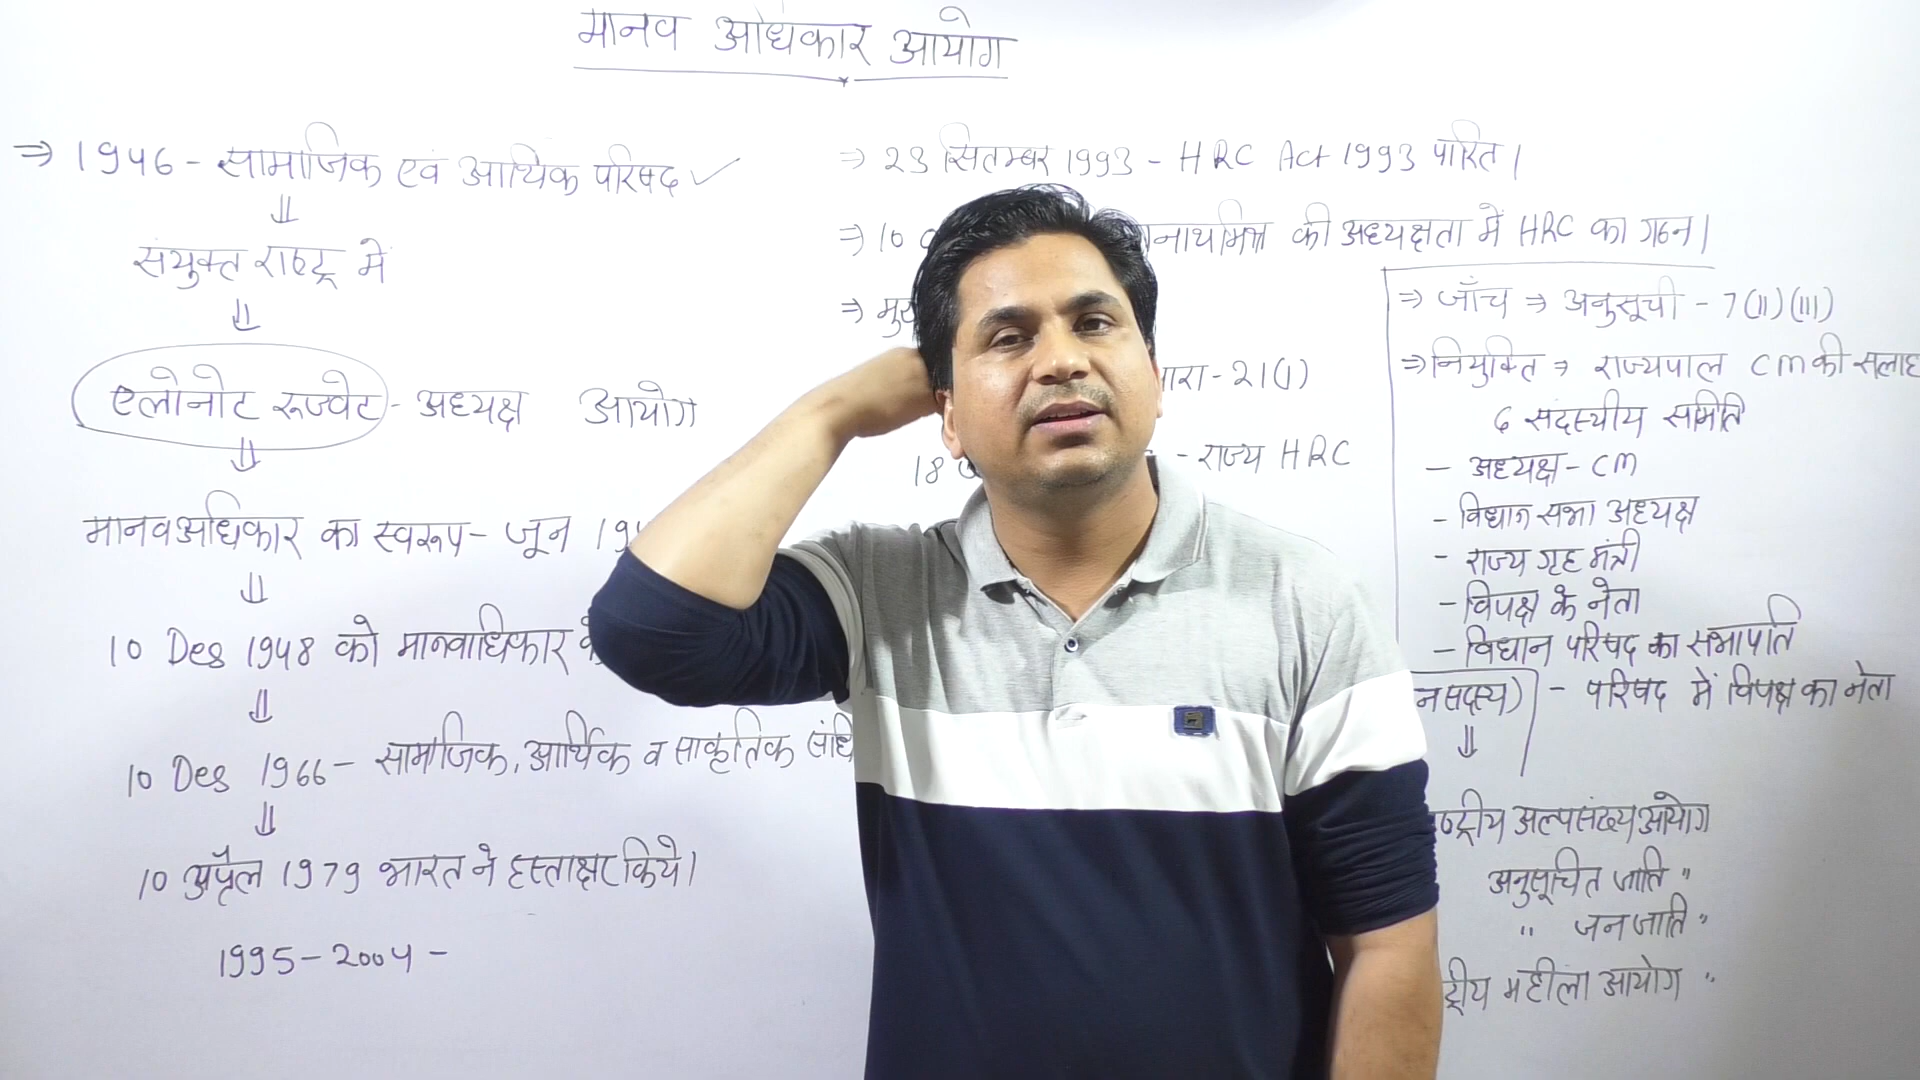 मानव अधिकार आयोग
⇒ 1946 - सामाजिक एवं आर्थिक परिषद ✓
⇓
संयुक्त राष्ट्र में
⇓
एलोनोट रूजवेट - अध्यक्ष आयोग
⇓
मानवअधिकार का स्वरूप - जून 19
⇓
10 Des 1948 को मानवाधिकार
⇓
10 Des 1966 - सामाजिक, आर्थिक व साकृतिक संधि
⇓
10 अप्रैल 1979 भारत ने हस्ताक्षर किये।
1995 - 2004 -
⇒ 23 सितम्बर 1993 - HRC Act 1993 पारित।
⇒ 10 की अध्यक्षता में HRC का गठन।
⇒
- 21(1)
18 - राज्य HRC
⇒ जाँच ⇒ अनुसूची - 7 (II) (III)
⇒ नियुक्ति ⇒ राज्यपाल CM की सलाह
6 सदस्यीय समिति
- अध्यक्ष - CM
- विधान सभा अध्यक्ष
- राज्य गृह मंत्री
- विपक्ष के नेता
- विधान परिषद का सभापति
- परिषद में विपक्ष का नेता
सदस्य)
⇓
अल्पसंख्य आयोग
अनुसूचित जाति "
" जन जाति "
महीला आयोग "